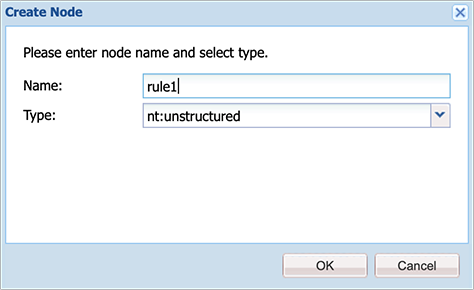 Create Node
Please enter node name and select type.
Name: rule1
Type: nt:unstructured
OK Cancel